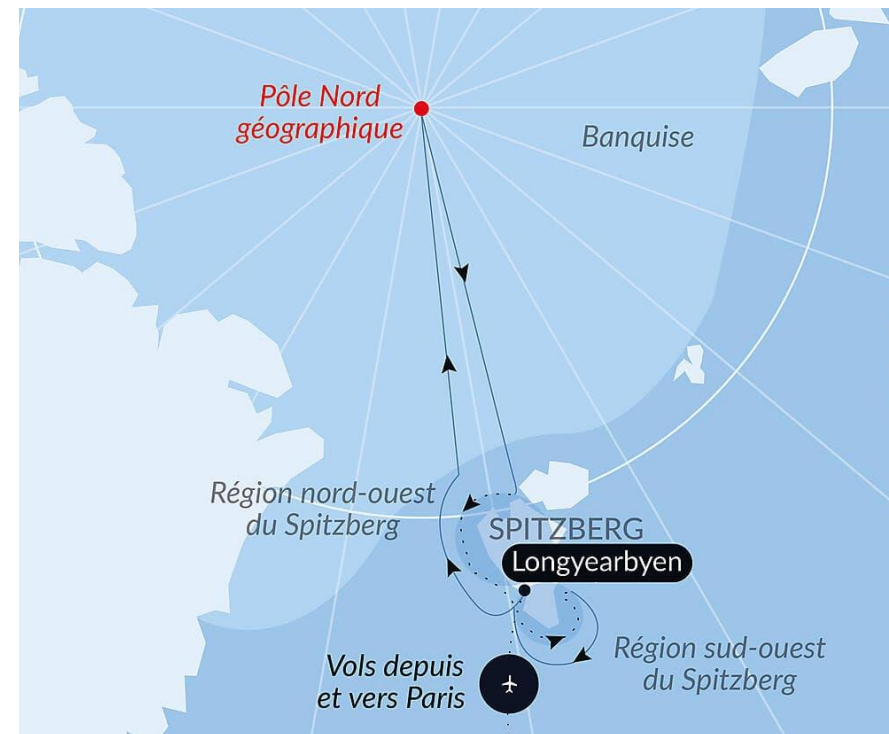 Pôle Nord
géographique
Banquise
Région nord-ouest
du Spitzberg
SPITZBERG
Longyearbyen
Région sud-ouest
du Spitzberg
Vols depuis
et vers Paris